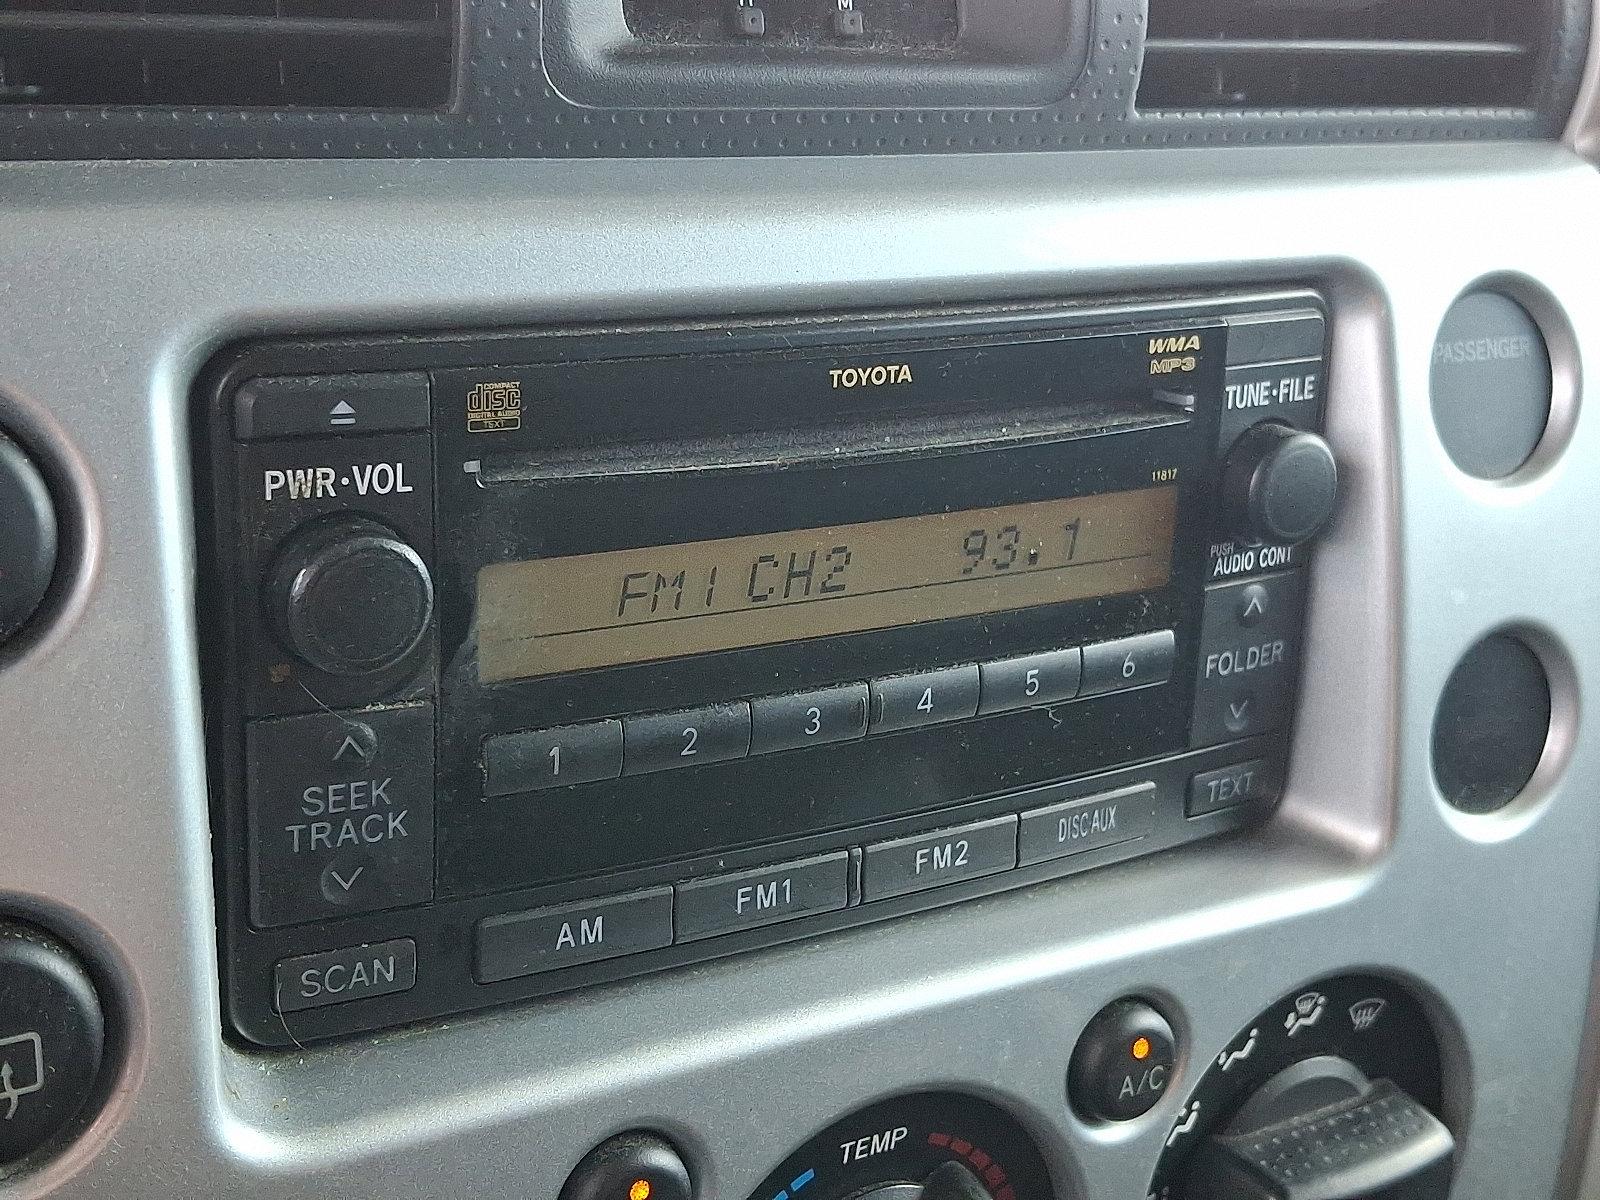 H M
PASSENGER
COMPACT
disc
DIGITAL AUDIO
TEXT
TOYOTA
WMA
MP3
TUNE•FILE
PWR•VOL
11817
FM1 CH2 93.1
PUSH
AUDIO CONT
FOLDER
1 2 3 4 5 6
SEEK
TRACK
TEXT
AM FM1 FM2 DISC·AUX
SCAN
A/C
TEMP